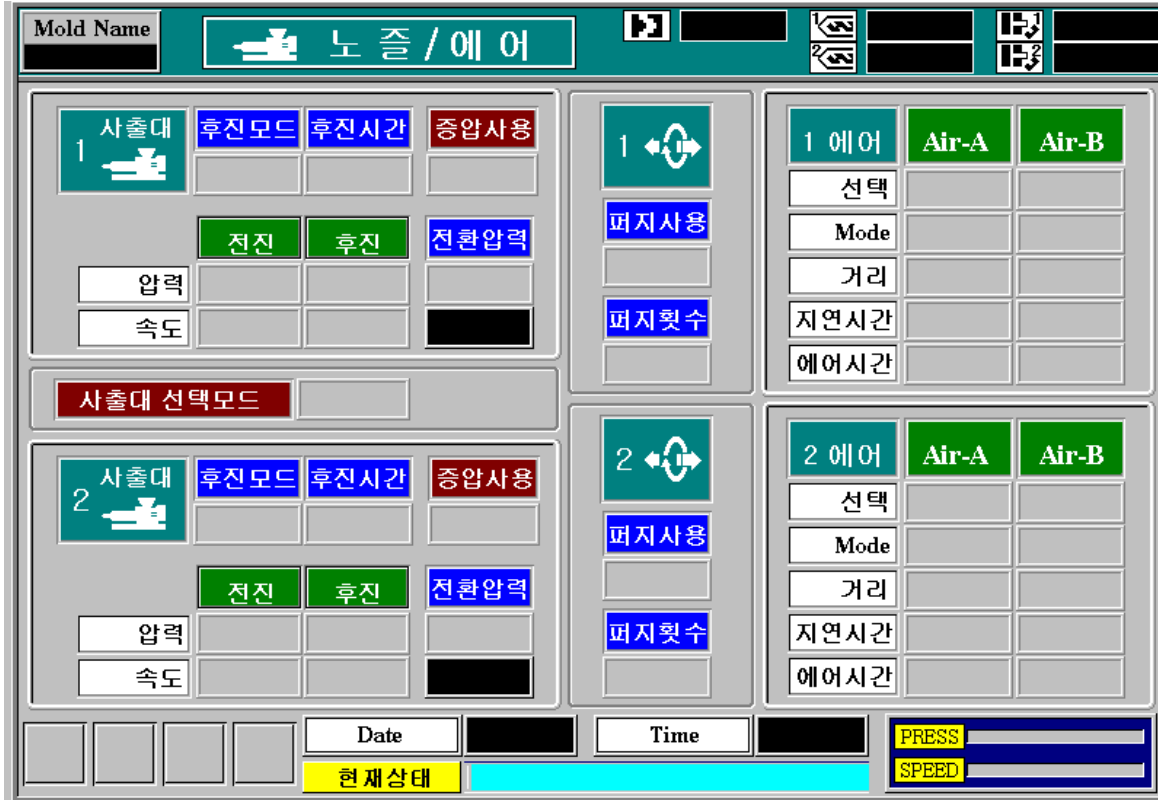 Mold Name
노 즐 / 에 어
1
2
1
2
1 사출대
후진모드 후진시간 증압사용
전진 후진 전환압력
압력
속도
1
퍼지사용
퍼지횟수
1 에어 Air-A Air-B
선택
Mode
거리
지연시간
에어시간
사출대 선택모드
2 사출대
후진모드 후진시간 증압사용
전진 후진 전환압력
압력
속도
2
퍼지사용
퍼지횟수
2 에어 Air-A Air-B
선택
Mode
거리
지연시간
에어시간
Date Time
현재상태
PRESS
SPEED